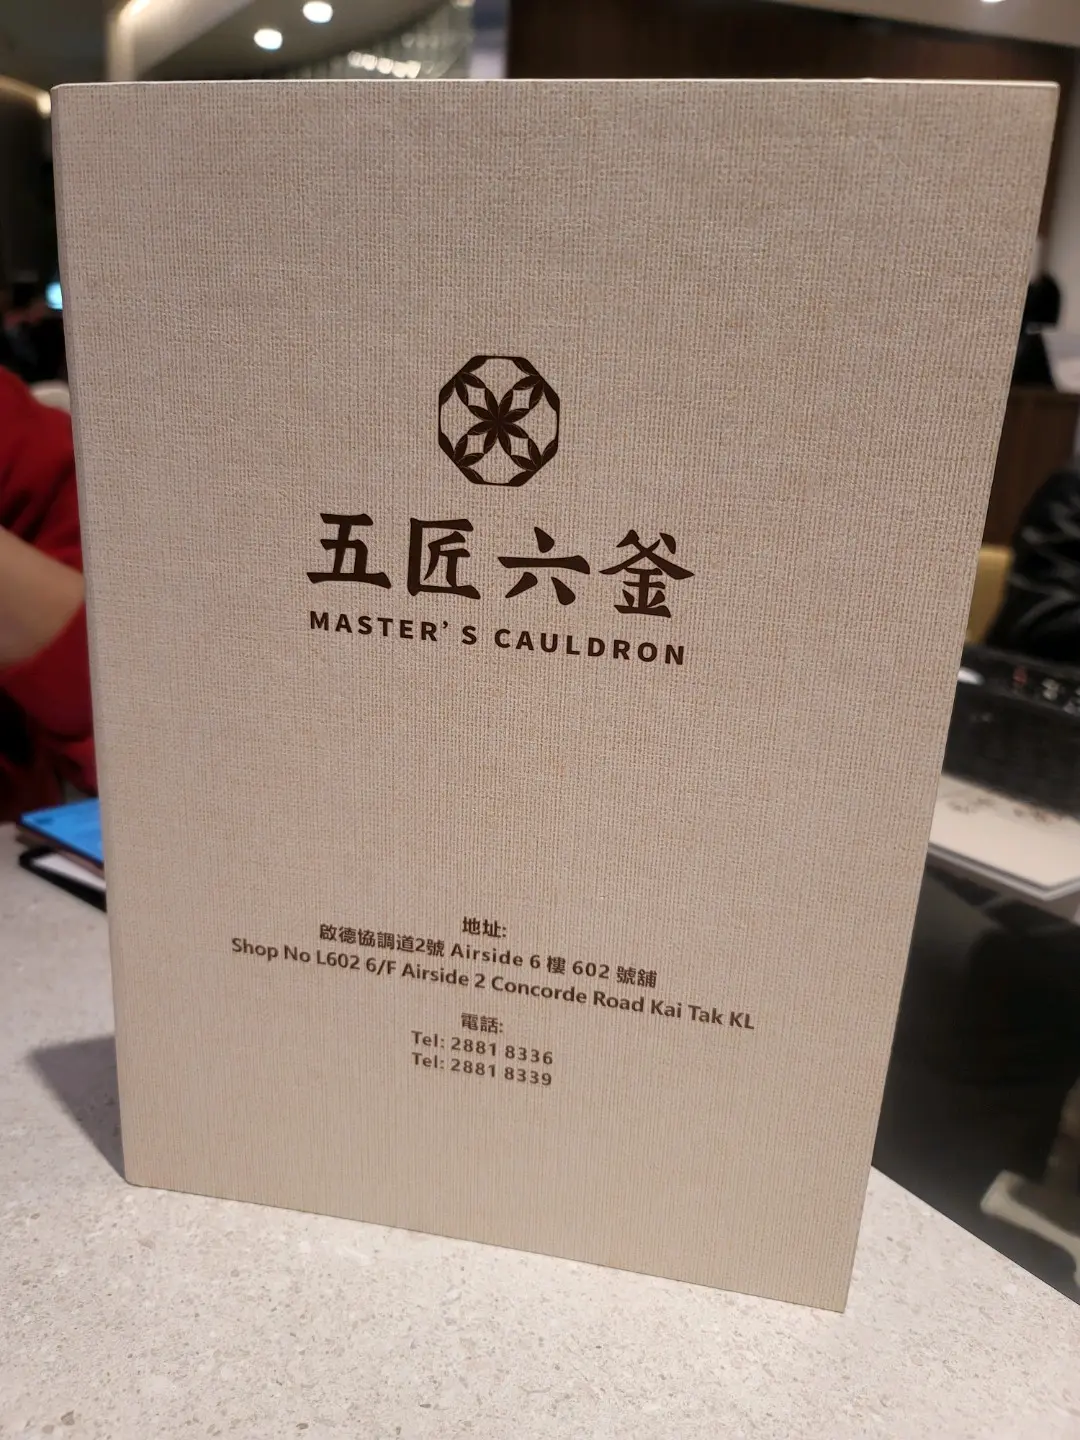 五匠六釜
MASTER'S CAULDRON
地址:
啟德協調道2號 Airside 6 樓 602 號舖
Shop No L602 6/F Airside 2 Concorde Road Kai Tak KL
電話:
Tel: 2881 8336
Tel: 2881 8339